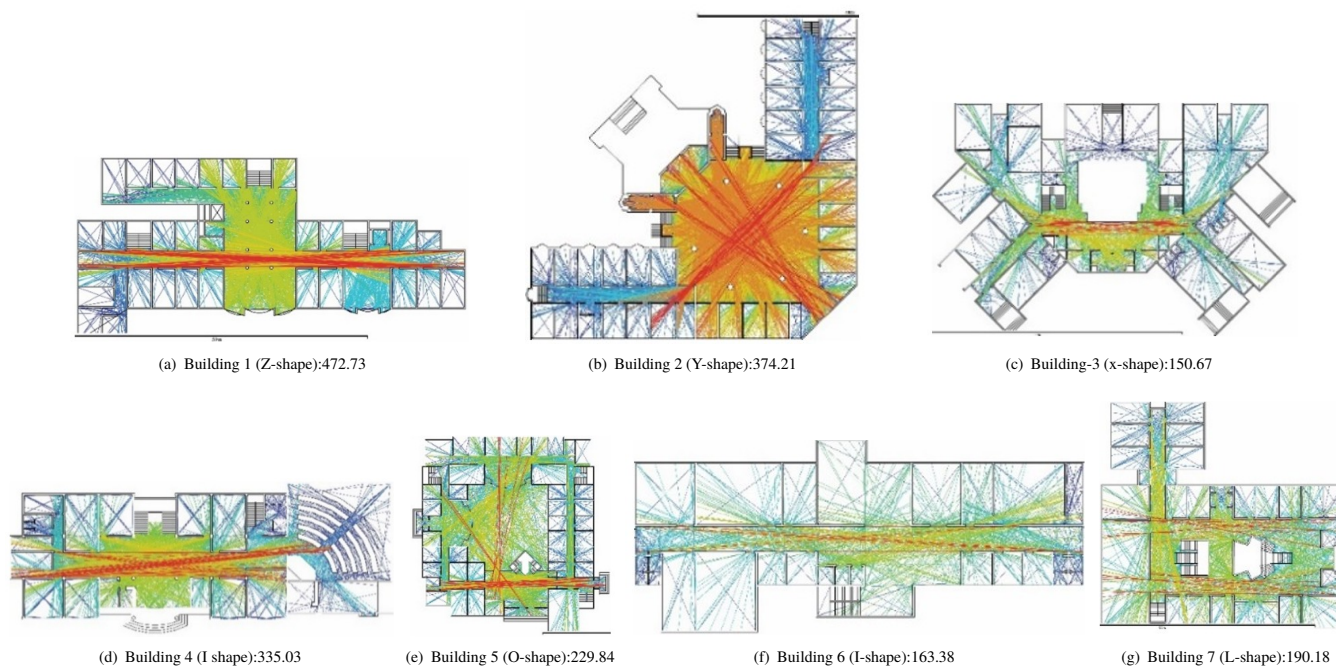 (a) Building 1 (Z-shape):472.73
(b) Building 2 (Y-shape):374.21
(c) Building-3 (x-shape):150.67
(d) Building 4 (I shape):335.03
(e) Building 5 (O-shape):229.84
(f) Building 6 (I-shape):163.38
(g) Building 7 (L-shape):190.18